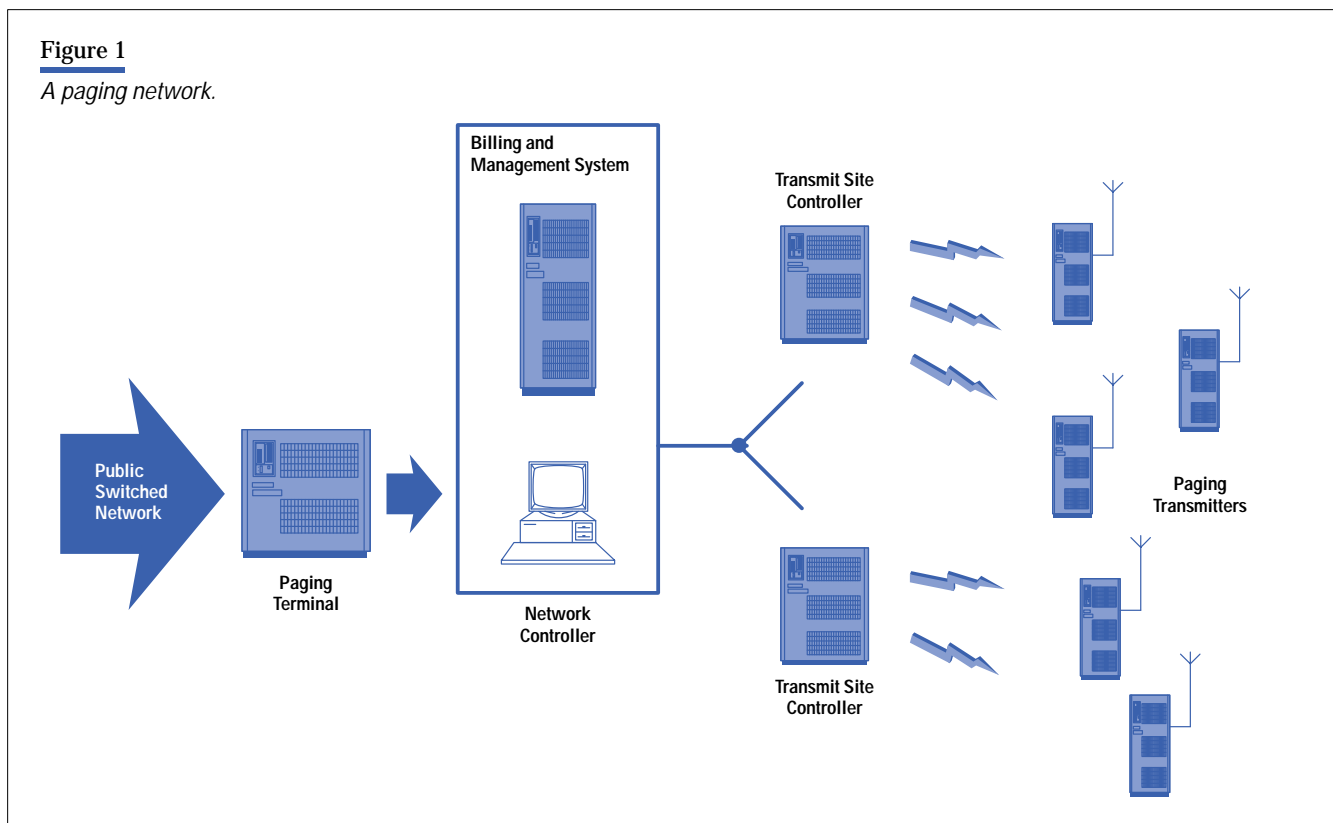 Figure 1
A paging network.
Billing and
Management System
Transmit Site
Controller
Public
Switched
Network
Paging
Terminal
Network
Controller
Paging
Transmitters
Transmit Site
Controller